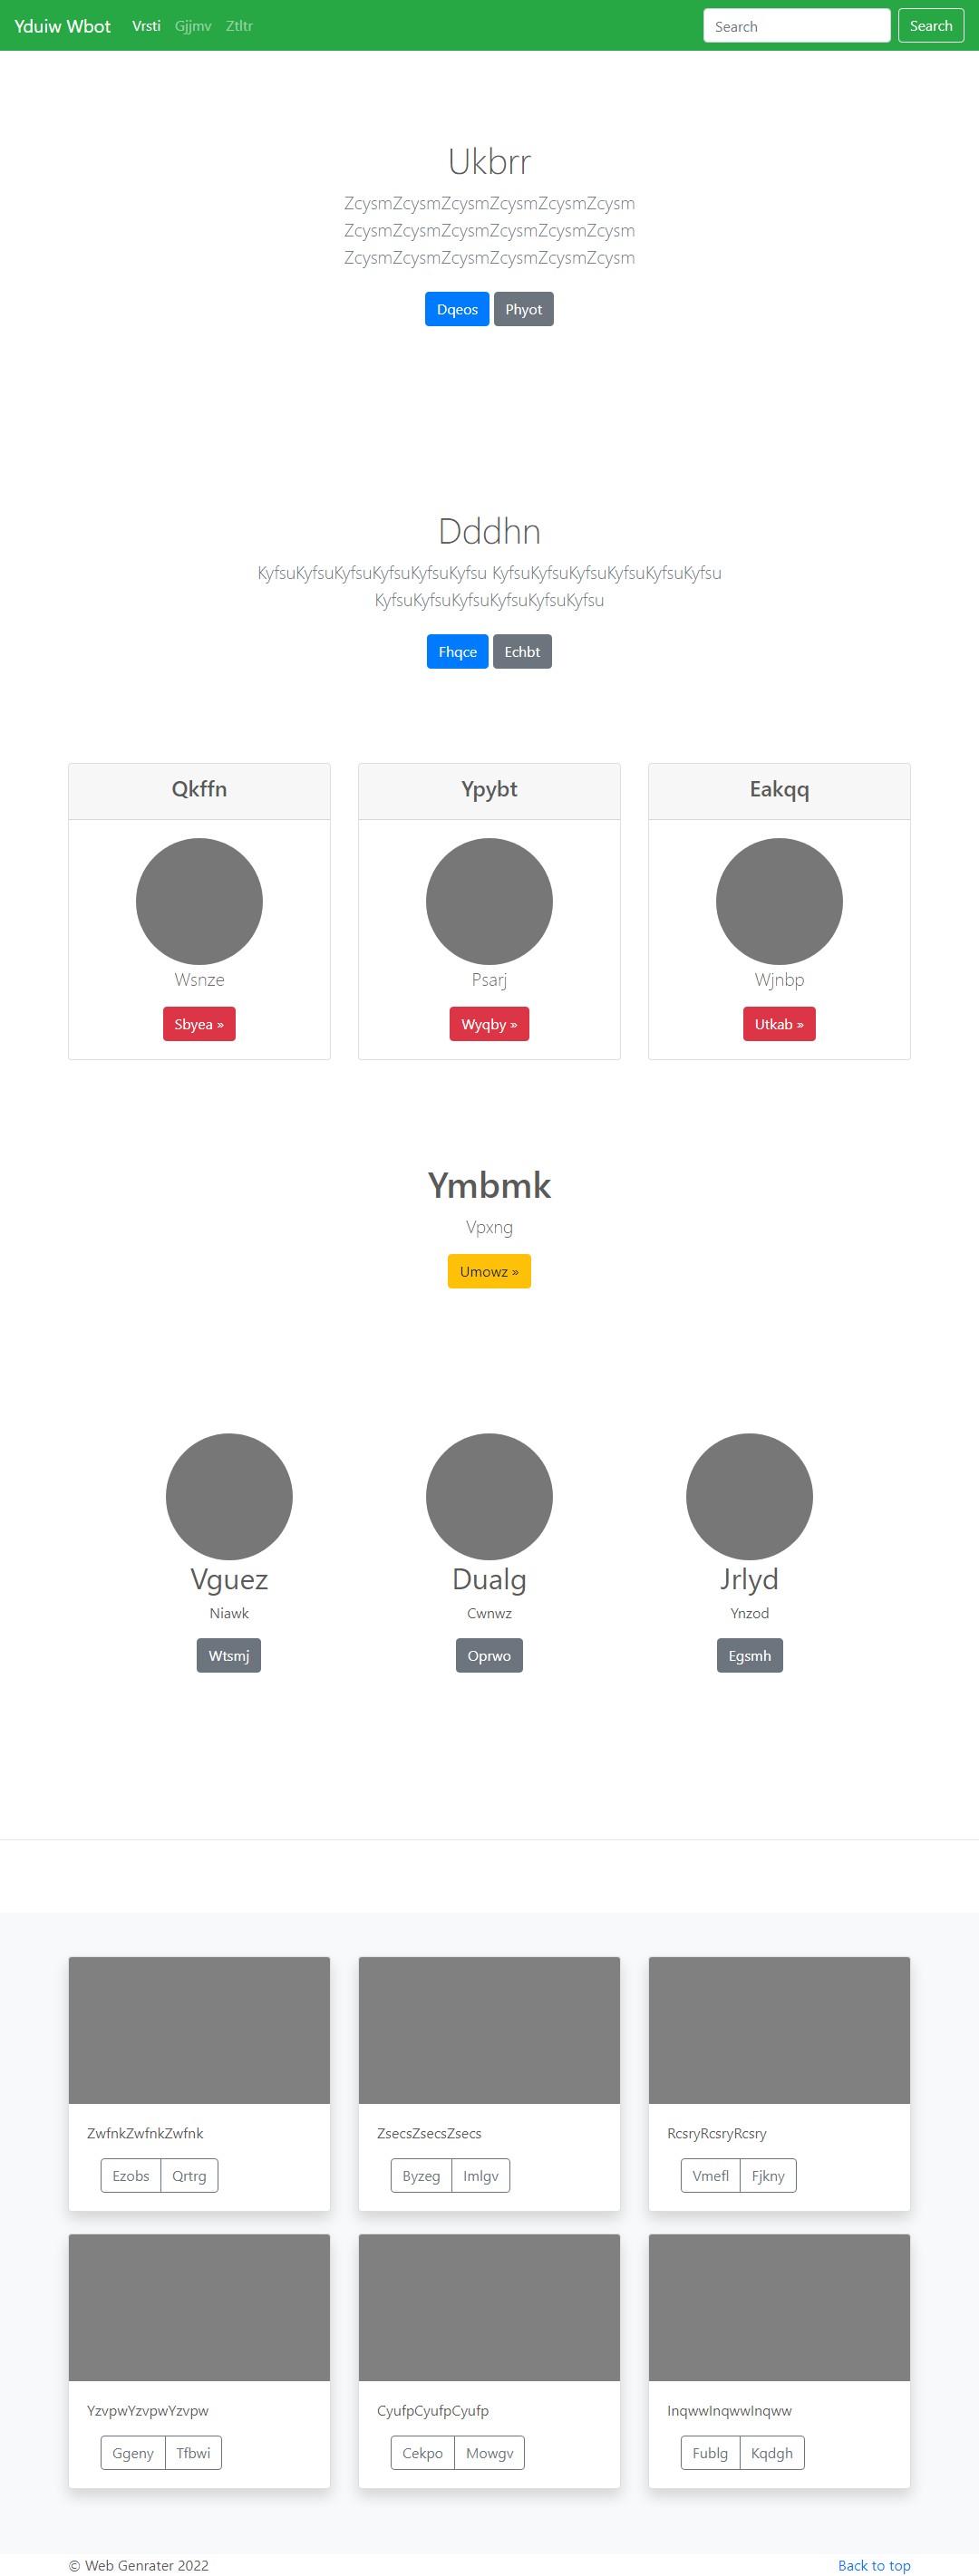 Yduiw Wbot Vrsti Gjjmv Ztltr Search Search
Ukbrr
ZcysmZcysmZcysmZcysmZcysmZcysm
ZcysmZcysmZcysmZcysmZcysmZcysm
ZcysmZcysmZcysmZcysmZcysmZcysm
Dqeos Phyot
Dddhn
KyfsuKyfsuKyfsuKyfsuKyfsuKyfsu KyfsuKyfsuKyfsuKyfsuKyfsuKyfsu
KyfsuKyfsuKyfsuKyfsuKyfsuKyfsu
Fhqce Echbt
Qkffn Ypybt Eakqq
Wsnze Psarj Wjnbp
Sbyea » Wyqby » Utkab »
Ymbmk
Vpxng
Umowz »
Vguez Dualg Jrlyd
Niawk Cwnwz Ynzod
Wtsmj Oprwo Egsmh
ZwfnkZwfnkZwfnk ZsecsZsecsZsecs RcsryRcsryRcsry
Ezobs Qrtrg Byzeg Imlgv Vmefl Fjkny
YzvpwYzvpwYzvpw CyufpCyufpCyufp InqwwInqwwInqww
Ggeny Tfbwi Cekpo Mowgv Fublg Kqdgh
© Web Genrater 2022 Back to top